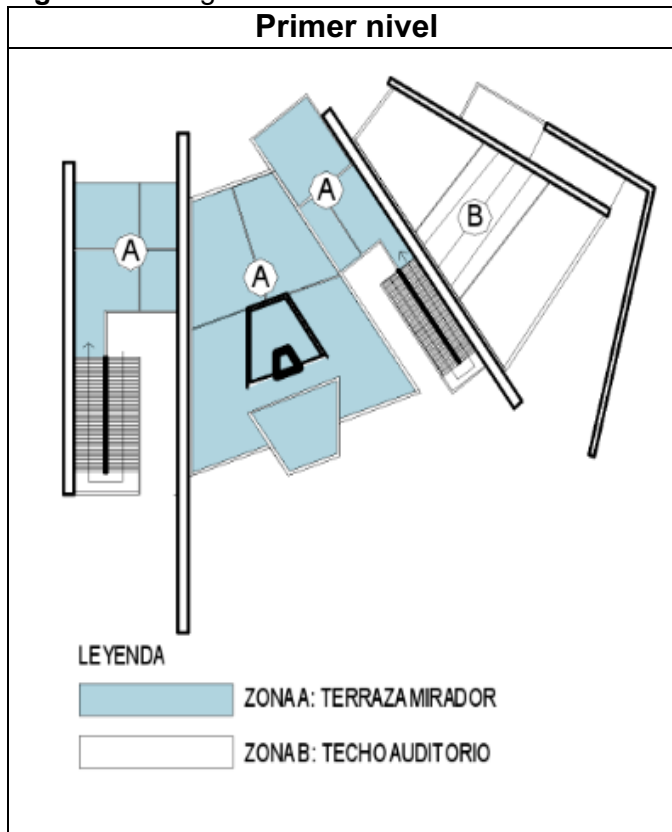 Primer nivel
A
B
A
A
LEYENDA
ZONA A: TERRAZA MIRADOR
ZONA B: TECHO AUDITORIO